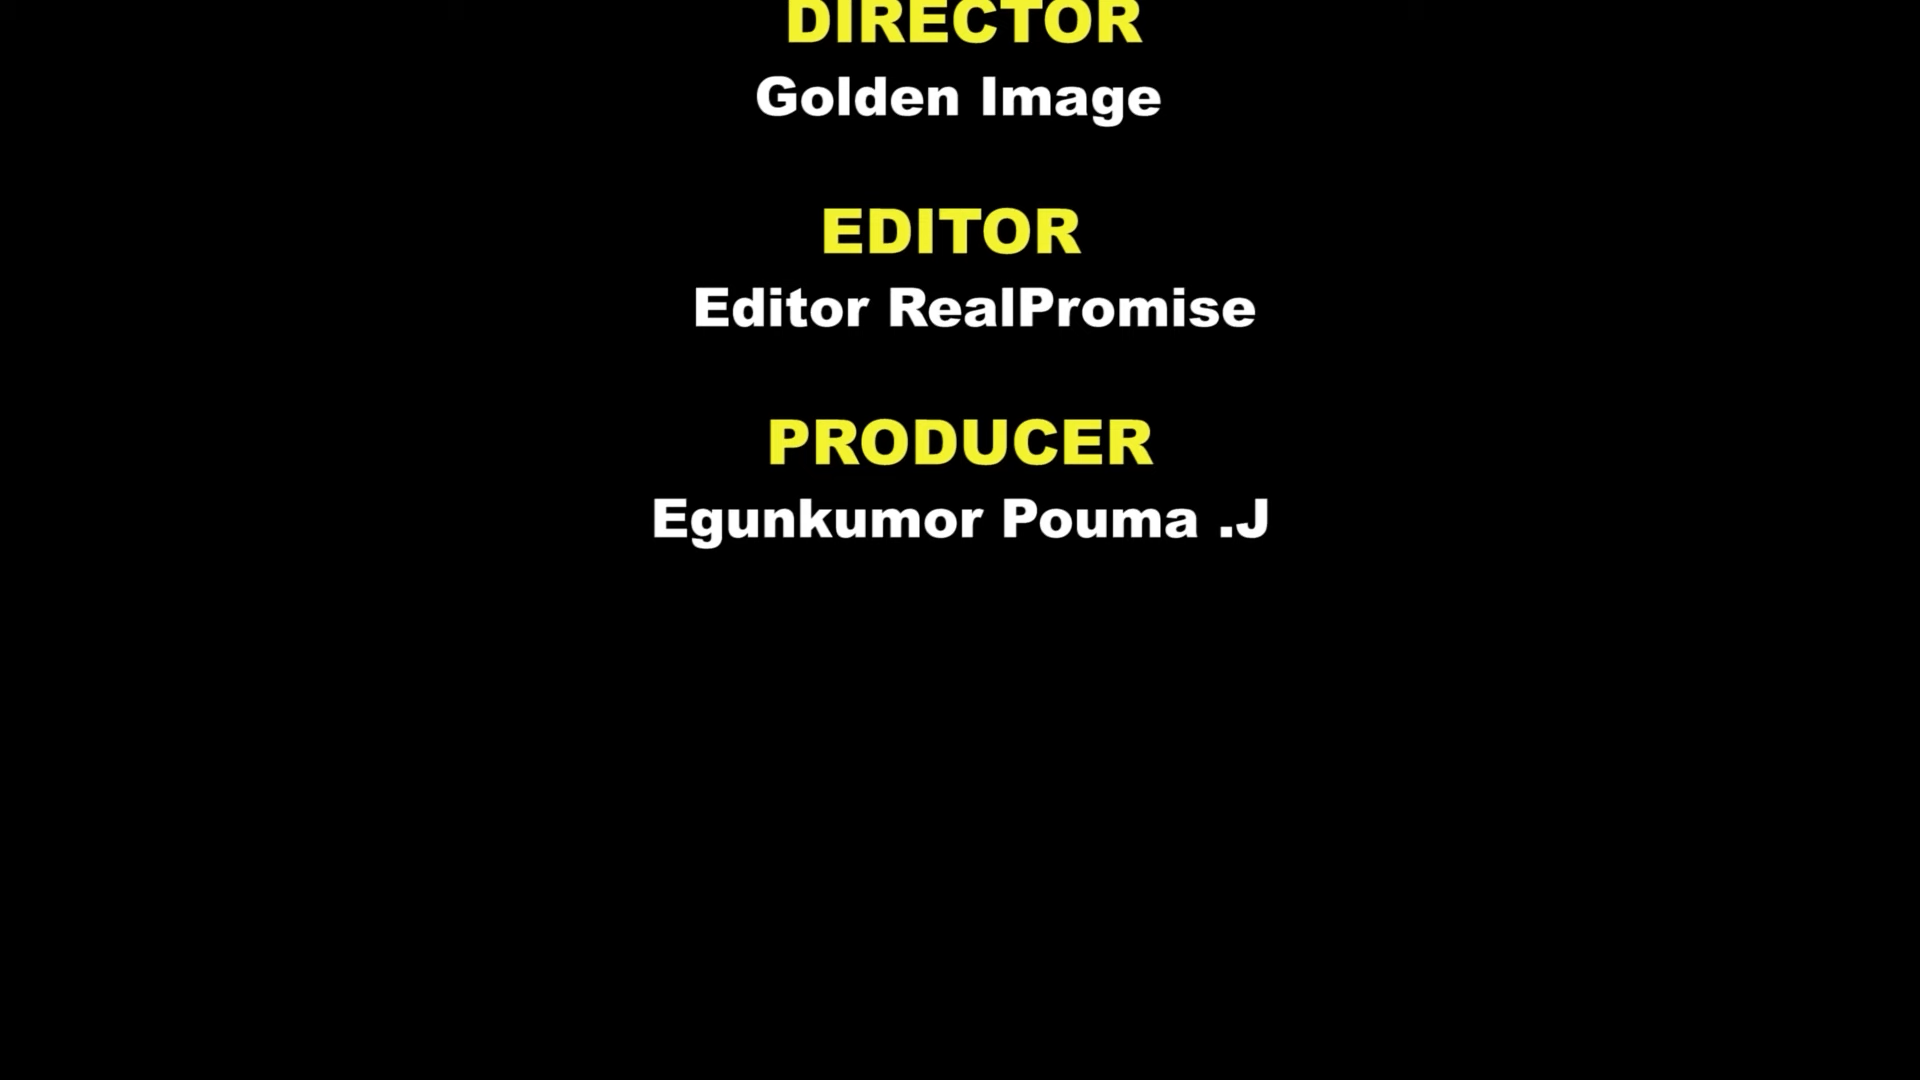 DIRECTOR
Golden Image
EDITOR
Editor RealPromise
PRODUCER
Egunkumor Pouma .J